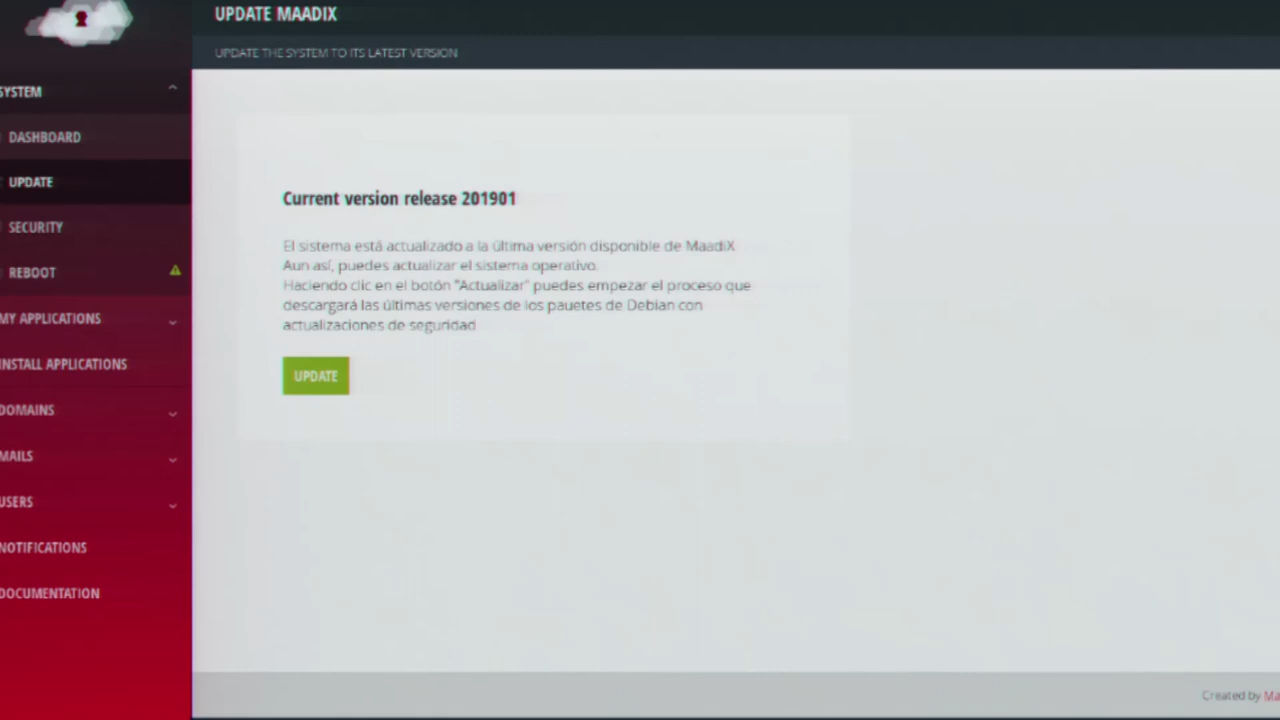 UPDATE MAADIX
UPDATE THE SYSTEM TO ITS LATEST VERSION
SYSTEM
DASHBOARD
UPDATE
SECURITY
REBOOT
MY APPLICATIONS
INSTALL APPLICATIONS
DOMAINS
MAILS
USERS
NOTIFICATIONS
DOCUMENTATION
Current version release 201901
El sistema está actualizado a la última versión disponible de MaadiX
Aun así, puedes actualizar el sistema operativo.
Haciendo clic en el botón "Actualizar" puedes empezar el proceso que
descargará las últimas versiones de los pauetes de Debian con
actualizaciones de seguridad
UPDATE
Created by